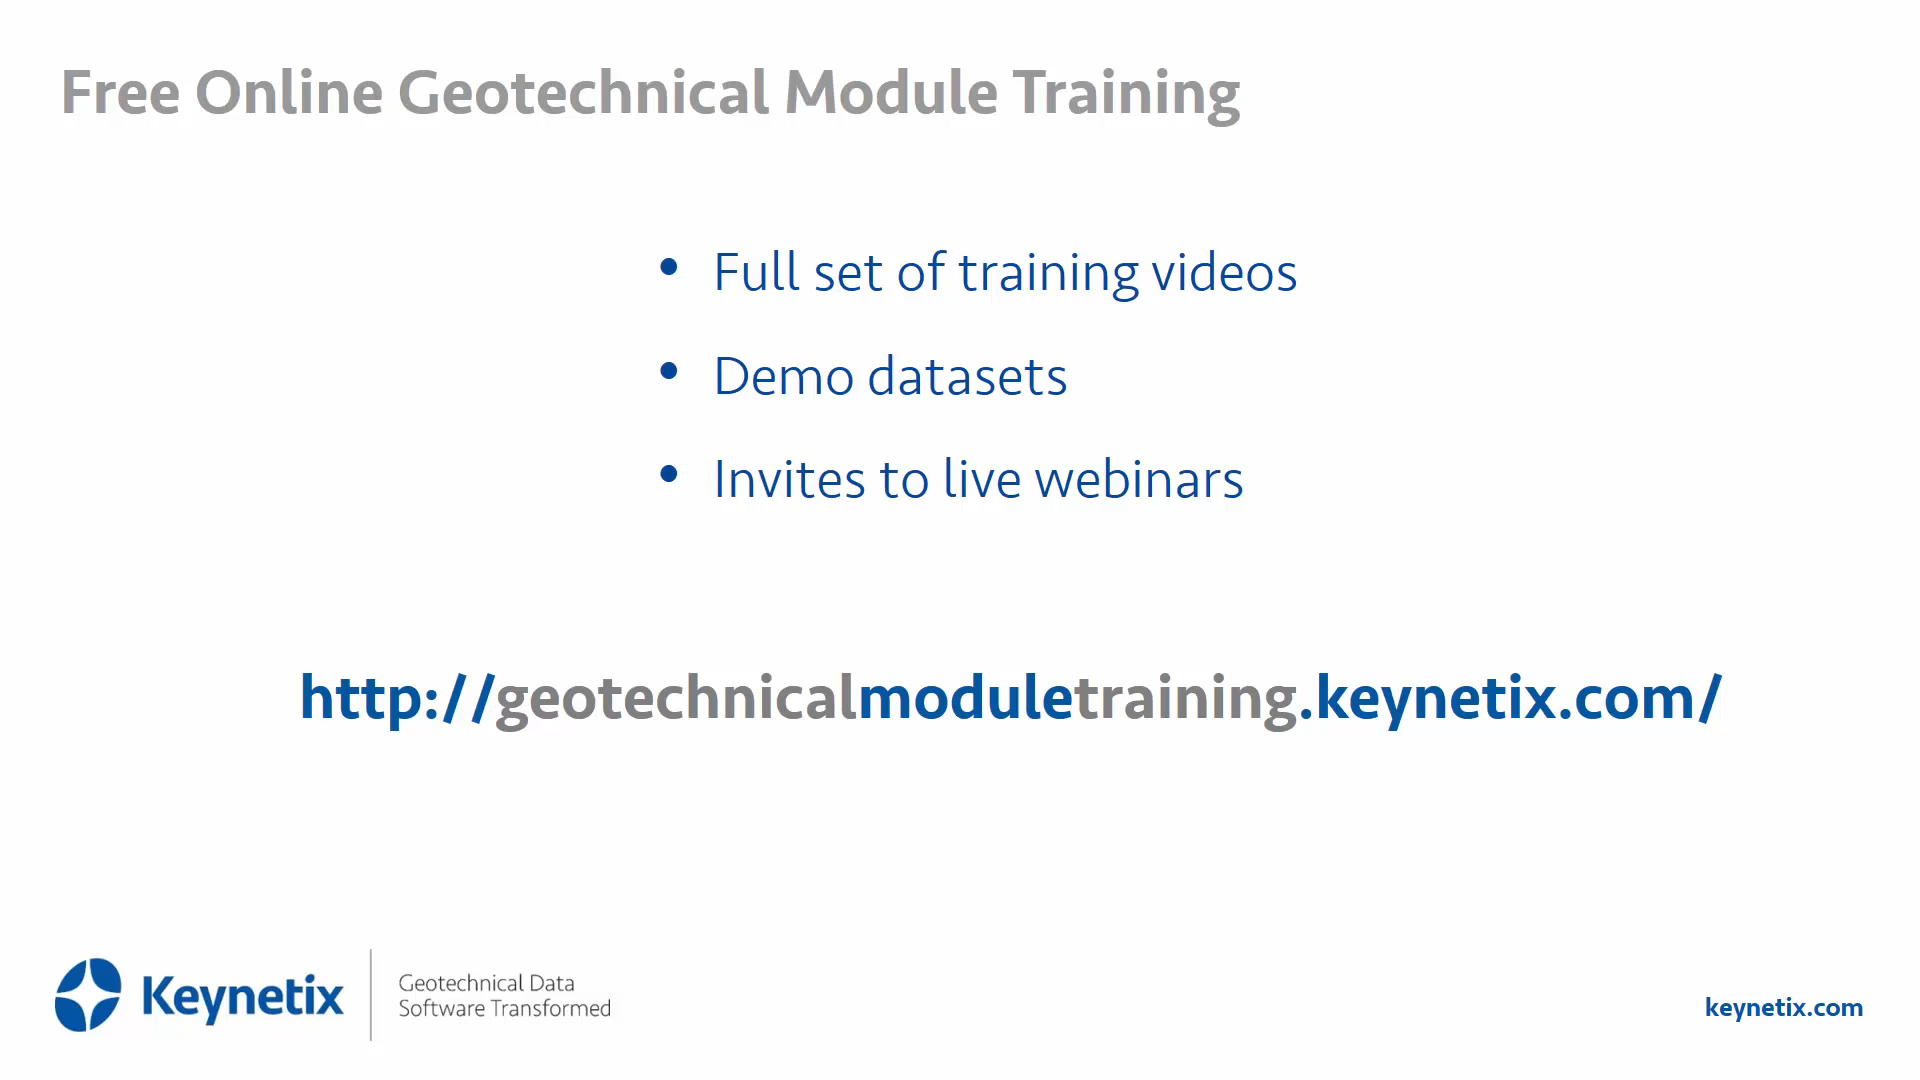 Free Online Geotechnical Module Training
• Full set of training videos
• Demo datasets
• Invites to live webinars
http://geotechnicalmoduletraining.keynetix.com/
Keynetix
Geotechnical Data
Software Transformed
keynetix.com